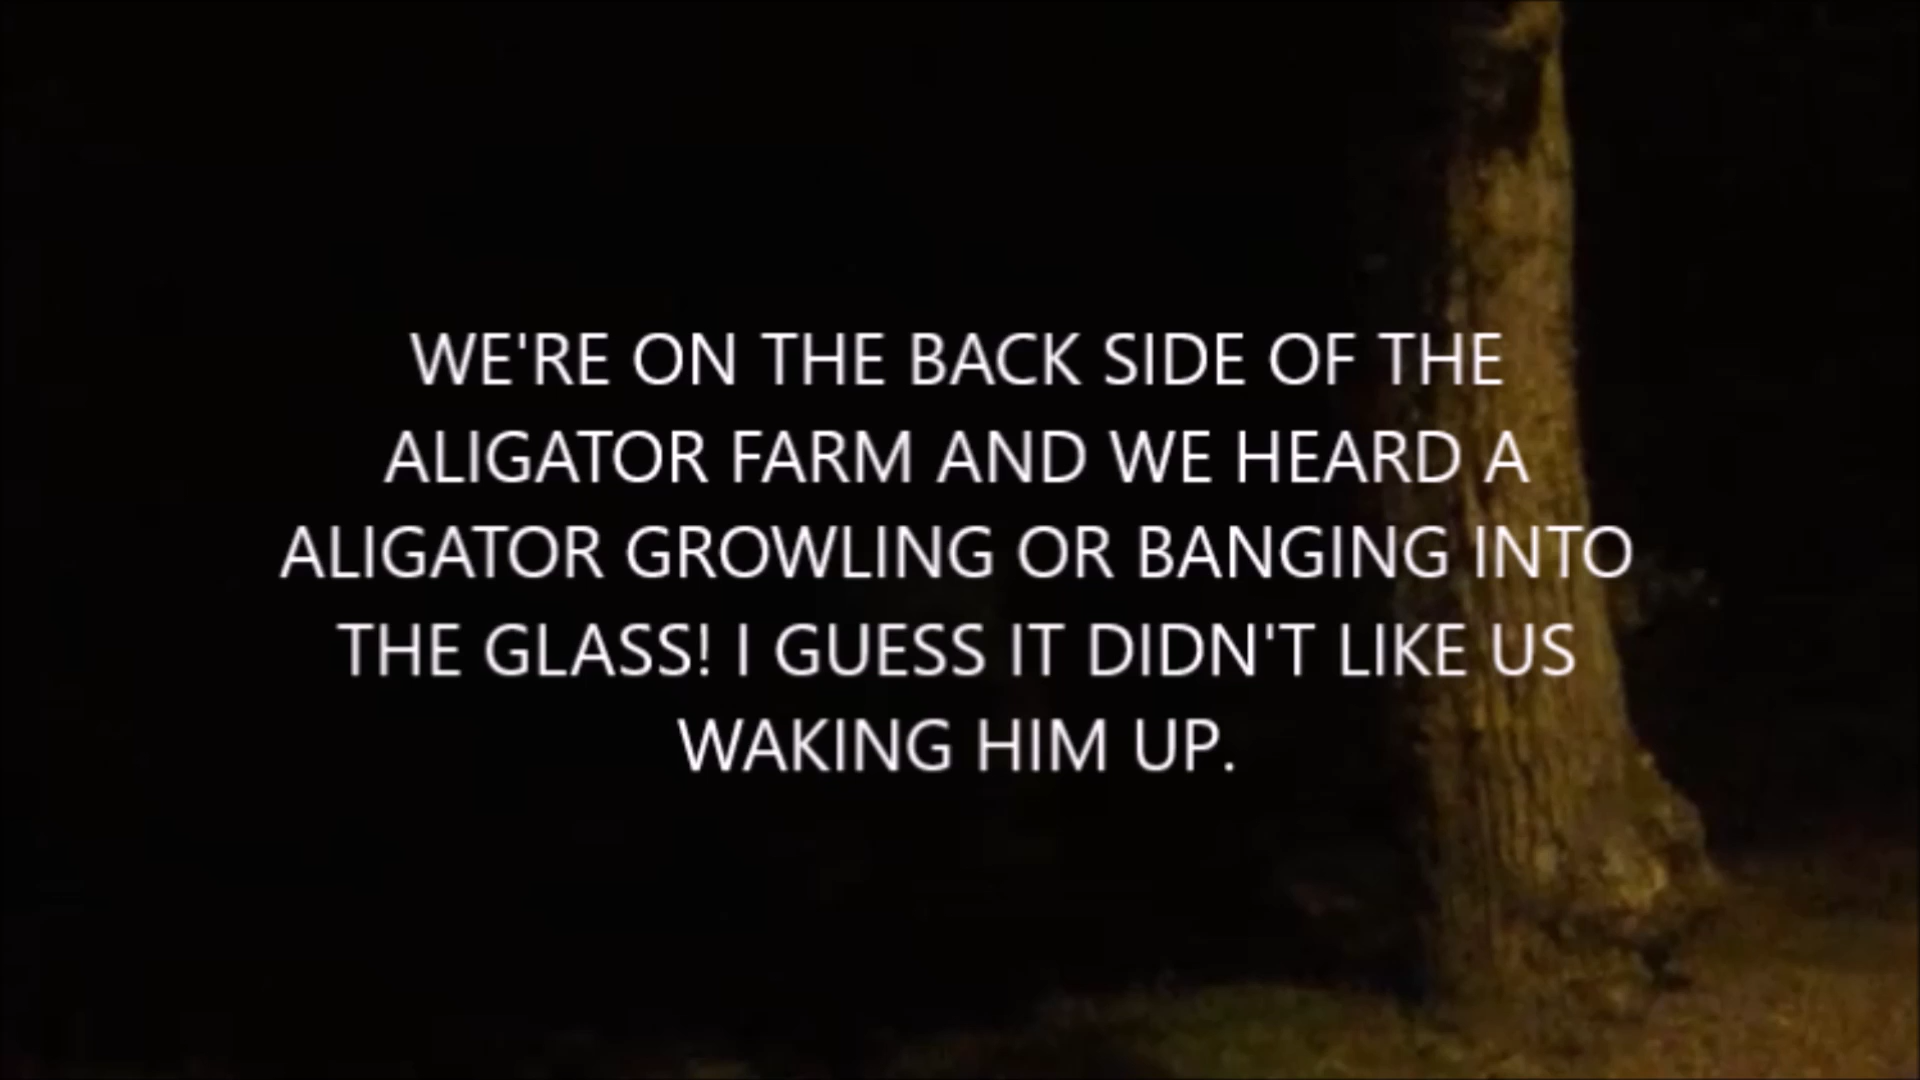 WE'RE ON THE BACK SIDE OF THE
ALIGATOR FARM AND WE HEARD A
ALIGATOR GROWLING OR BANGING INTO
THE GLASS! I GUESS IT DIDN'T LIKE US
WAKING HIM UP.